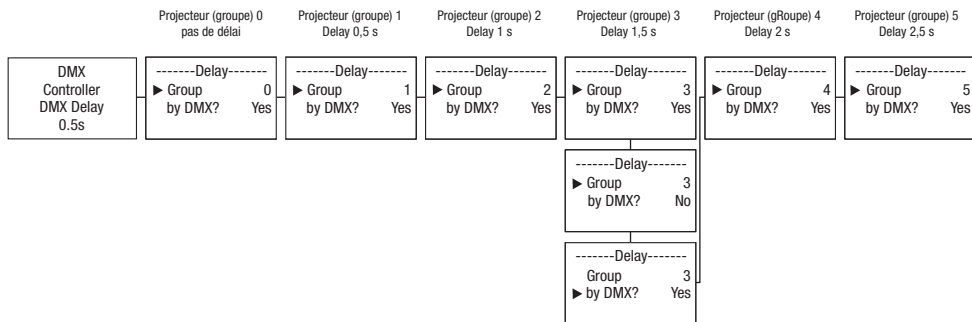 Projecteur (groupe) 0
pas de délai
Projecteur (groupe) 1
Delay 0,5 s
Projecteur (groupe) 2
Delay 1 s
Projecteur (groupe) 3
Delay 1,5 s
Projecteur (gRoupe) 4
Delay 2 s
Projecteur (groupe) 5
Delay 2,5 s
DMX
Controller
DMX Delay
0.5s
-------Delay-------
▶ Group 0
by DMX? Yes
-------Delay-------
▶ Group 1
by DMX? Yes
-------Delay-------
▶ Group 2
by DMX? Yes
-------Delay-------
▶ Group 3
by DMX? Yes
-------Delay-------
▶ Group 4
by DMX? Yes
-------Delay-------
▶ Group 5
by DMX? Yes
-------Delay-------
▶ Group 3
by DMX? No
-------Delay-------
Group 3
▶ by DMX? Yes